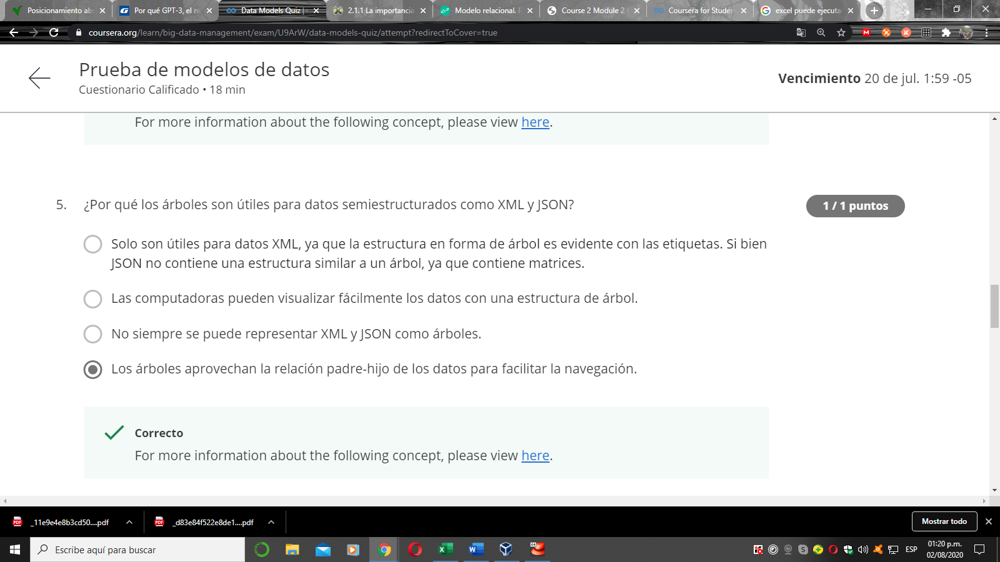 Posicionamiento ab
Por qué GPT-3, el n
Data Models Quiz
2.1.1 La importancia
Modelo relacional.
Course 2 Module 2
Coursera for Studen
excel puede ejecuta
coursera.org/learn/big-data-management/exam/U9ArW/data-models-quiz/attempt?redirectToCover=true
Prueba de modelos de datos
Cuestionario Calificado • 18 min
Vencimiento 20 de jul. 1:59 -05
For more information about the following concept, please view here.
5. ¿Por qué los árboles son útiles para datos semiestructurados como XML y JSON?
1 / 1 puntos
Solo son útiles para datos XML, ya que la estructura en forma de árbol es evidente con las etiquetas. Si bien
JSON no contiene una estructura similar a un árbol, ya que contiene matrices.
Las computadoras pueden visualizar fácilmente los datos con una estructura de árbol.
No siempre se puede representar XML y JSON como árboles.
Los árboles aprovechan la relación padre-hijo de los datos para facilitar la navegación.
Correcto
For more information about the following concept, please view here.
_11e9e4e8b3cd50....pdf
_d83e84f522e8de1....pdf
Mostrar todo
Escribe aquí para buscar
ESP
01:20 p.m.
02/08/2020